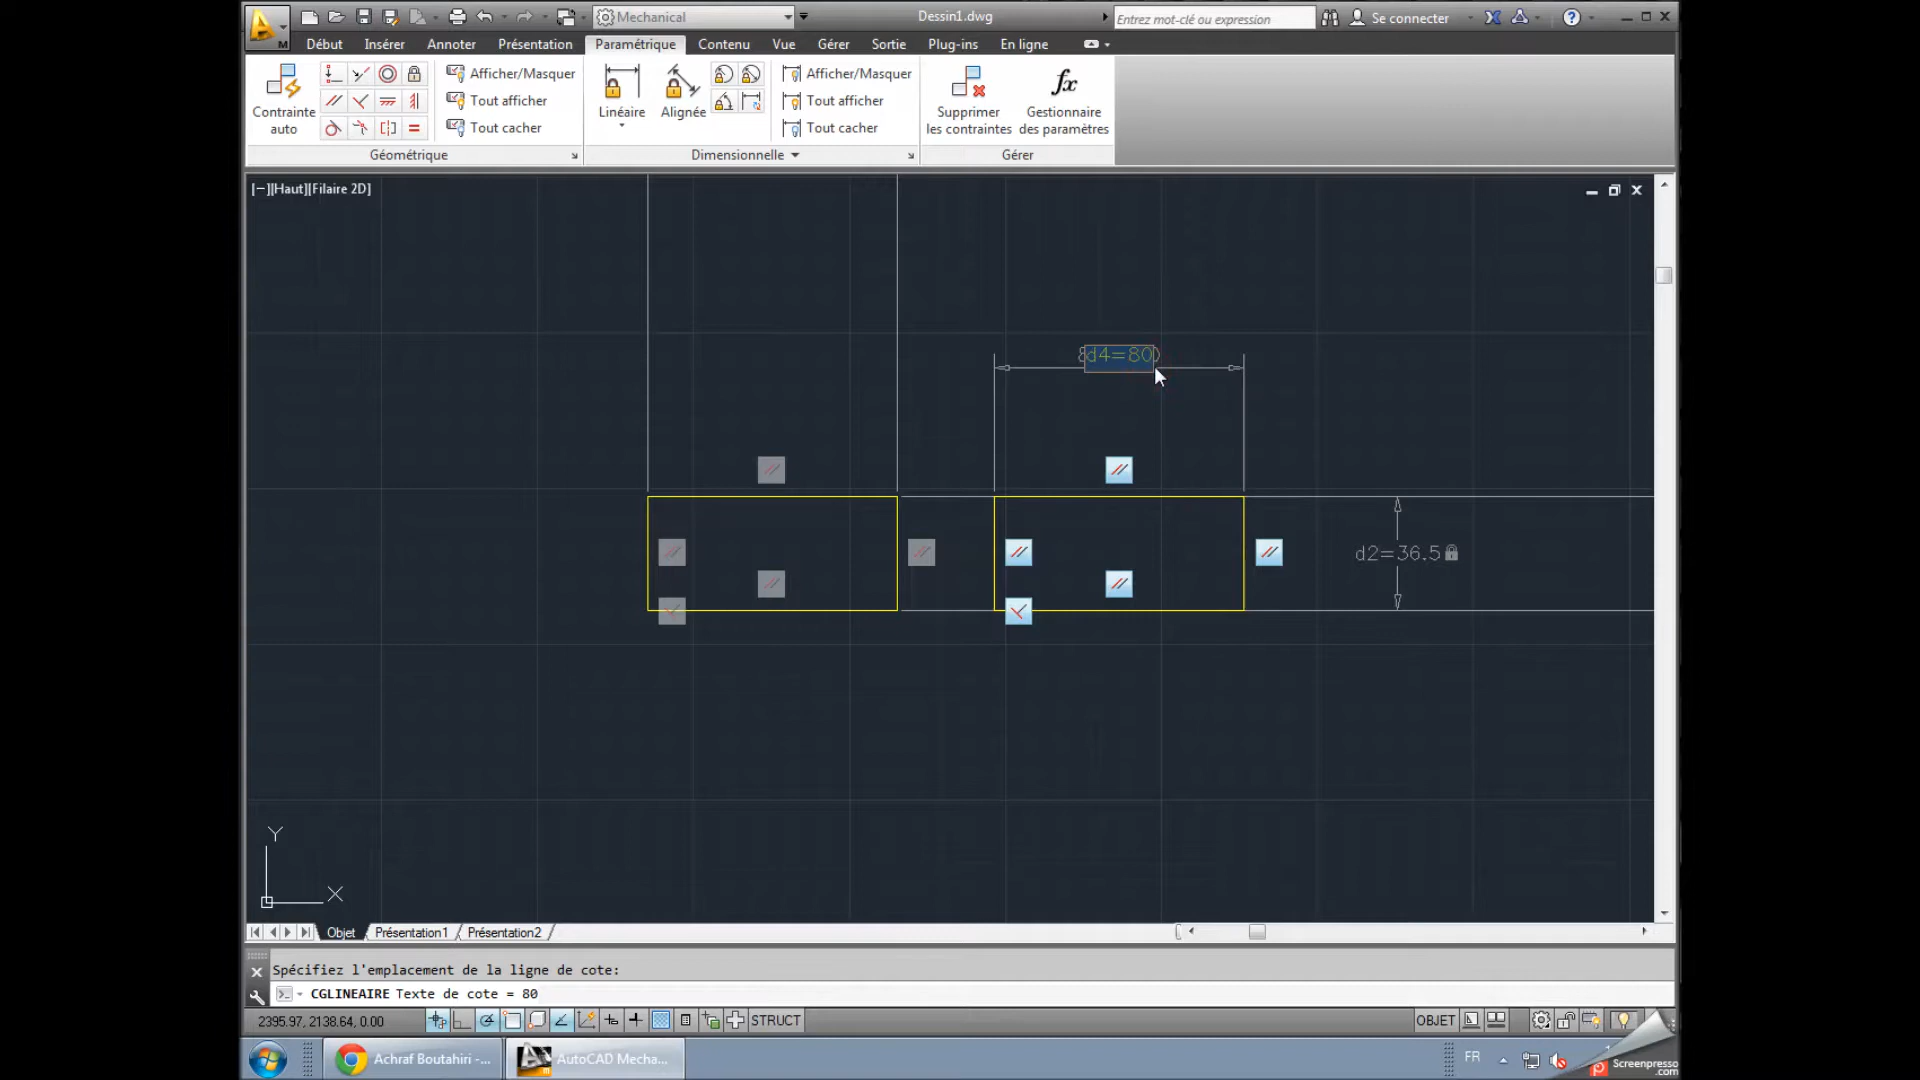 M
Mechanical
Dessin1.dwg
Entrez mot-clé ou expression
Se connecter
Début
Insérer
Annoter
Présentation
Paramétrique
Contenu
Vue
Gérer
Sortie
Plug-ins
En ligne
Contrainte
auto
Afficher/Masquer
Tout afficher
Tout cacher
Géométrique
Linéaire
Alignée
Afficher/Masquer
Tout afficher
Tout cacher
Dimensionnelle
Supprimer
les contraintes
fx
Gestionnaire
des paramètres
Gérer
[−][Haut][Filaire 2D]
d4=80
d2=36.5
Y
X
Objet
Présentation1
Présentation2
Spécifiez l'emplacement de la ligne de cote:
CGLINEAIRE Texte de cote = 80
2395.97, 2138.64, 0.00
STRUCT
OBJET
Achraf Boutahiri -...
AutoCAD Mecha...
FR
Screenpresso
.com